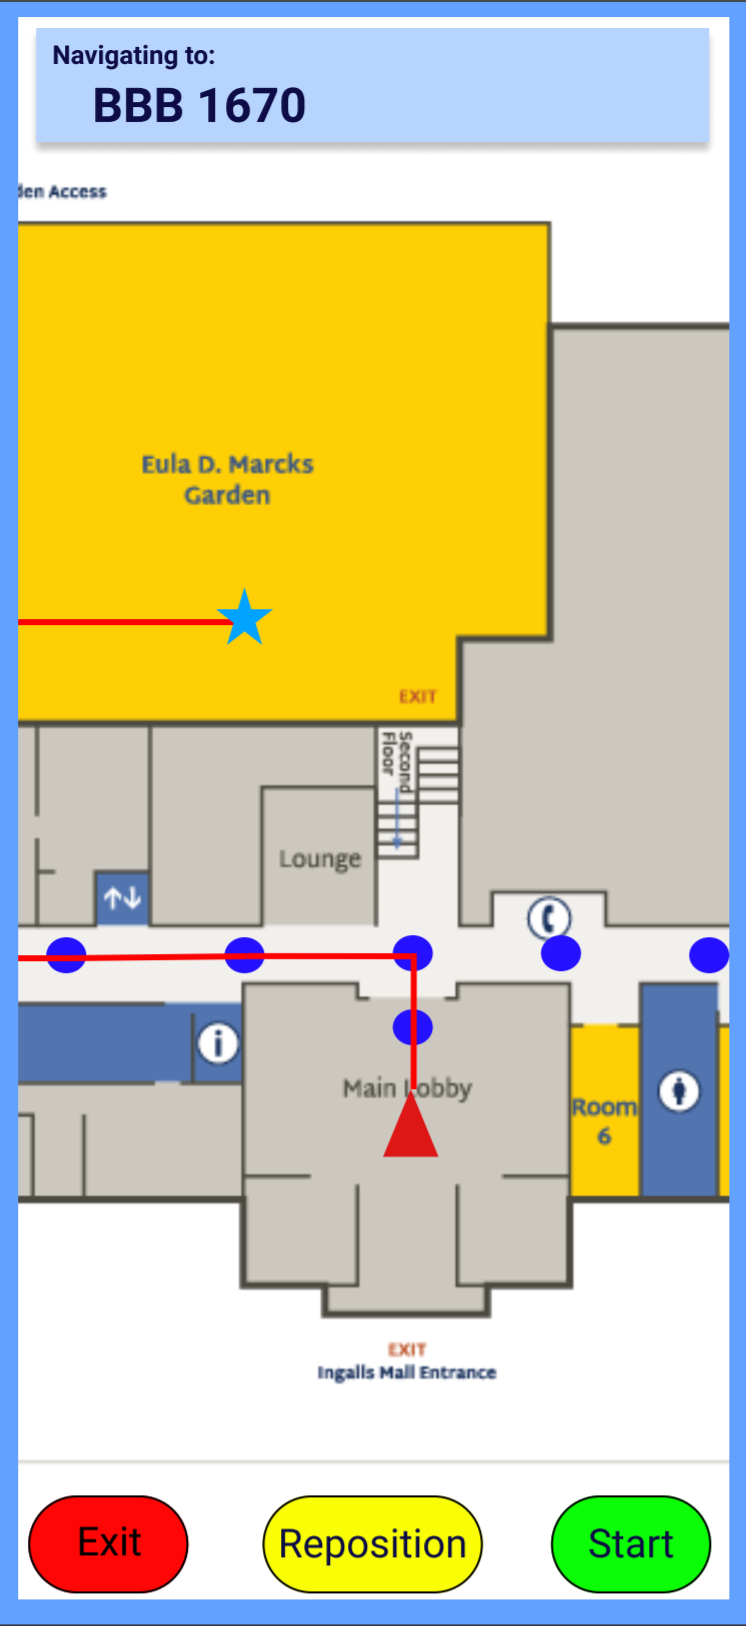 Navigating to:
BBB 1670
den Access
Eula D. Marcks
Garden
EXIT
Second
Floor
Lounge
i
Main Lobby
Room
6
EXIT
Ingalls Mall Entrance
Exit
Reposition
Start